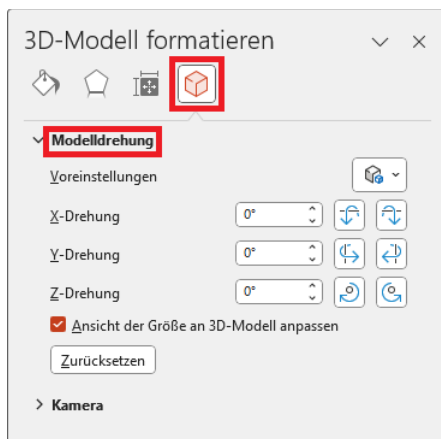 3D-Modell formatieren
Modelldrehung
Voreinstellungen
X-Drehung 0°
Y-Drehung 0°
Z-Drehung 0°
Ansicht der Größe an 3D-Modell anpassen
Zurücksetzen
Kamera